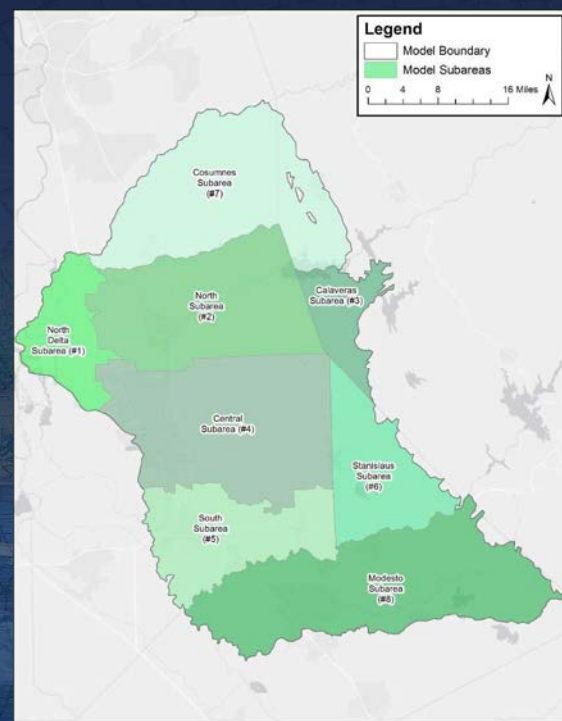 Legend
Model Boundary
Model Subareas
0 4 8 16 Miles
N
Cosumnes
Subarea
(#7)
North
Subarea
(#2)
Calaveras
Subarea (#3)
North
Delta
Subarea (#1)
Central
Subarea (#4)
Stanislaus
Subarea
(#6)
South
Subarea
(#5)
Modesto
Subarea
(#8)